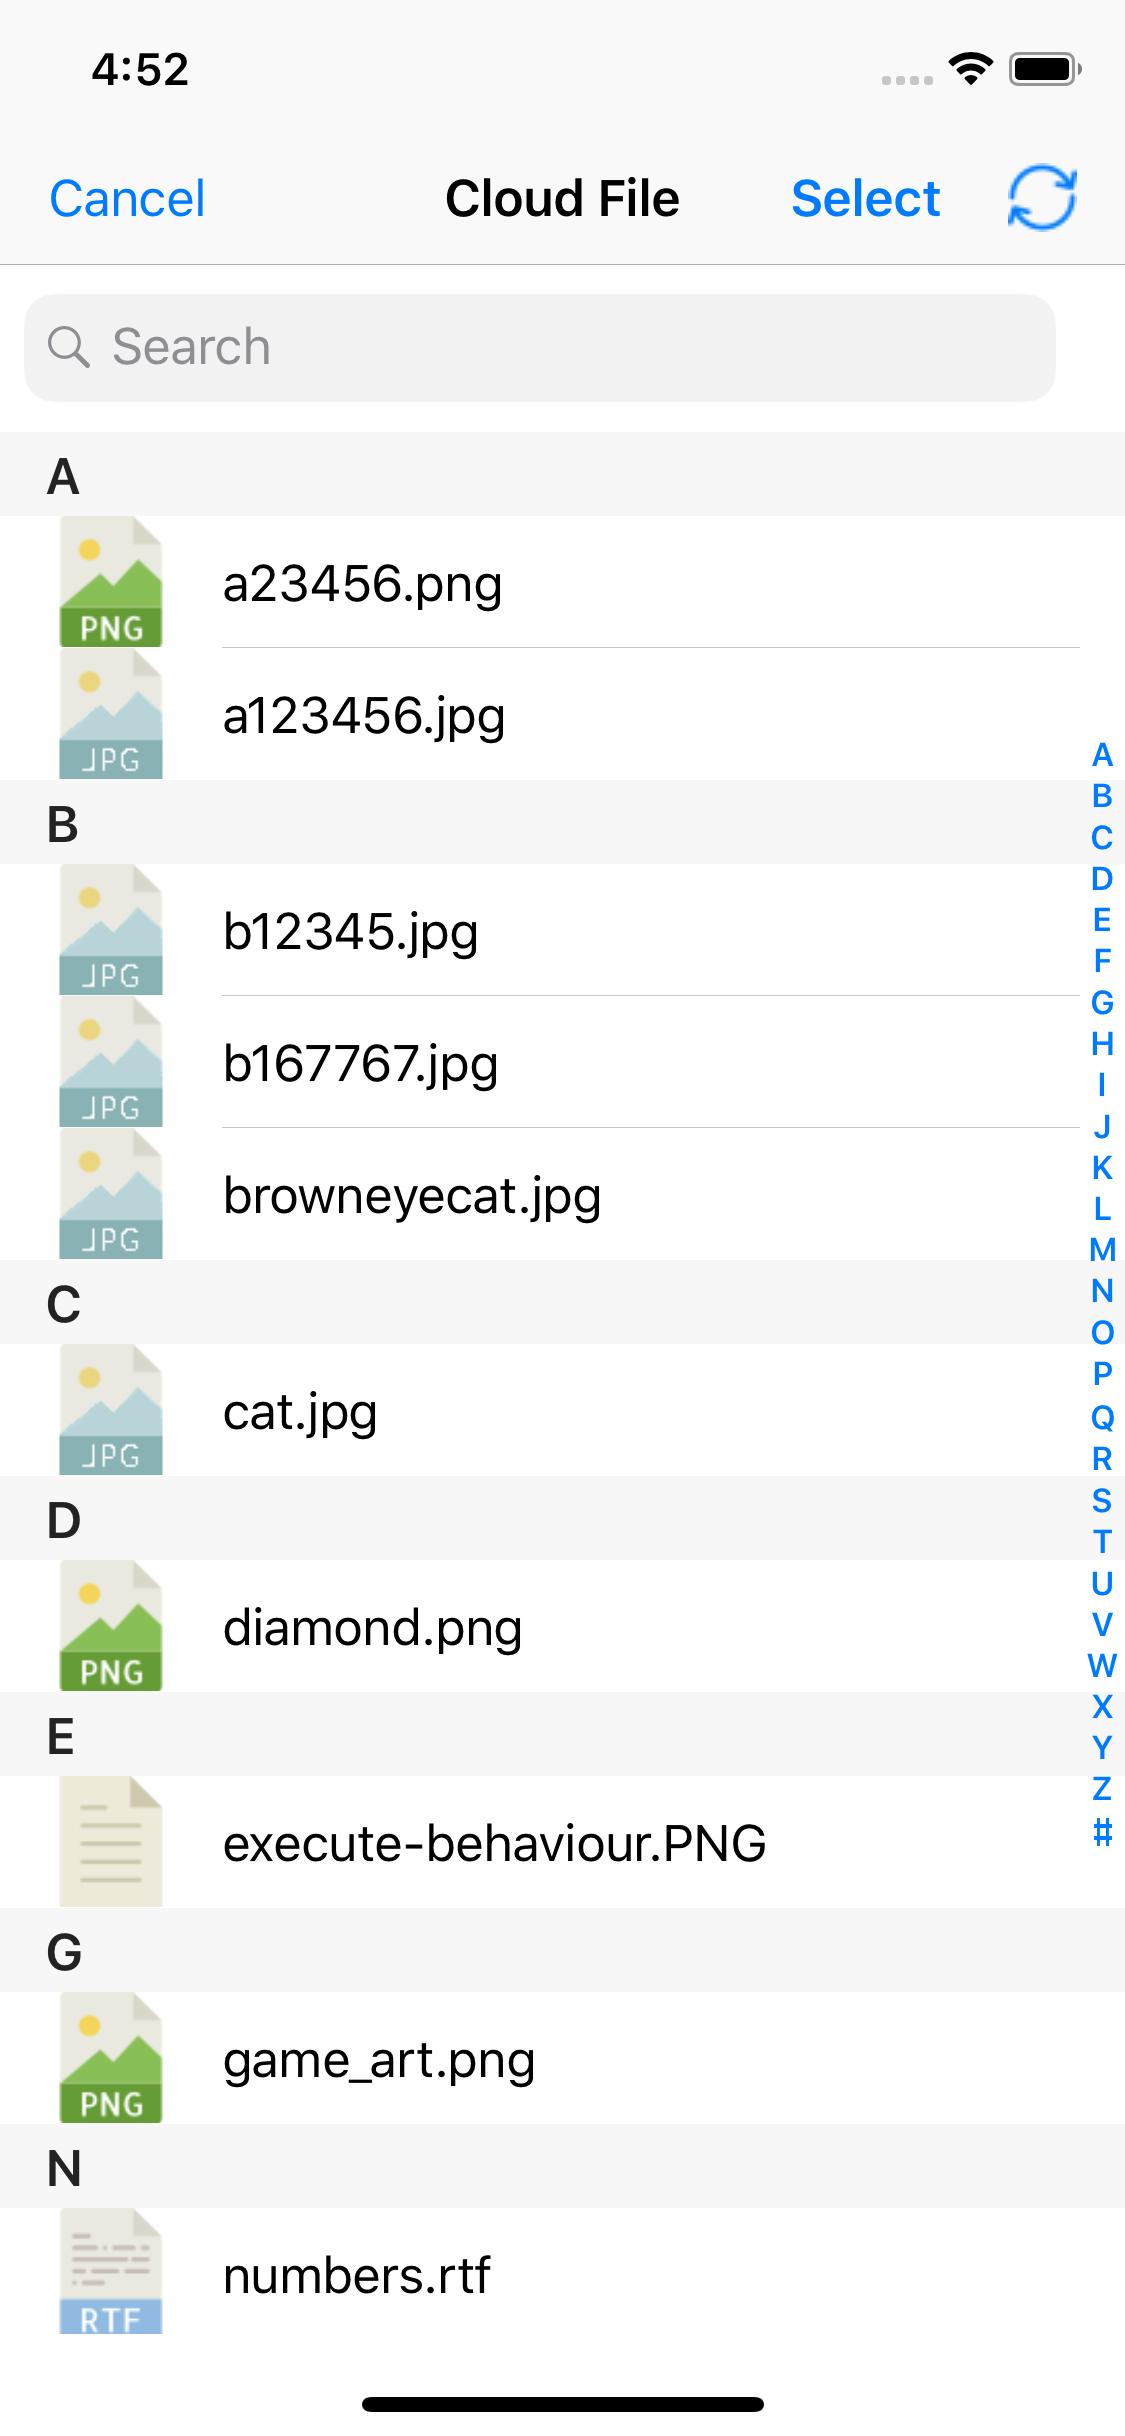 4:52
Cancel Cloud File Select
Search
A
PNG
a23456.png
JPG
a123456.jpg
B
JPG
b12345.jpg
JPG
b167767.jpg
JPG
browneyecat.jpg
C
JPG
cat.jpg
D
PNG
diamond.png
E
execute-behaviour.PNG
G
PNG
game_art.png
N
RTF
numbers.rtf
A
B
C
D
E
F
G
H
I
J
K
L
M
N
O
P
Q
R
S
T
U
V
W
X
Y
Z
#